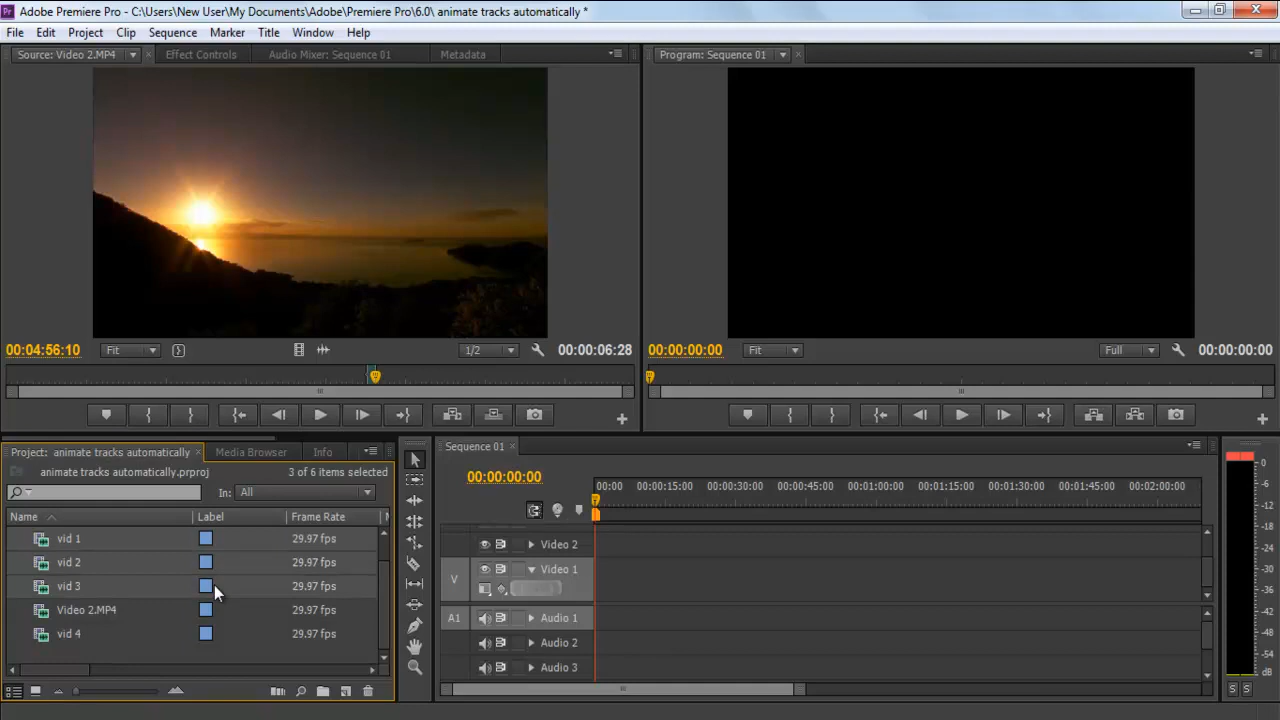 Pr Adobe Premiere Pro - C:\Users\New User\My Documents\Adobe\Premiere Pro\6.0\ animate tracks automatically *
File Edit Project Clip Sequence Marker Title Window Help
Source: Video 2.MP4 Effect Controls Audio Mixer: Sequence 01 Metadata Program: Sequence 01
00:04:56:10 Fit 1/2 00:00:06:28 00:00:00:00 Fit Full 00:00:00:00
Project: animate tracks automatically Media Browser Info
animate tracks automatically.prproj 3 of 6 items selected
In: All
Name Label Frame Rate
vid 1 29.97 fps
vid 2 29.97 fps
vid 3 29.97 fps
Video 2.MP4 29.97 fps
vid 4 29.97 fps
Sequence 01
00:00:00:00
00:00 00:00:15:00 00:00:30:00 00:00:45:00 00:01:00:00 00:01:15:00 00:01:30:00 00:01:45:00 00:02:00:00
Video 2
V Video 1
A1 Audio 1
Audio 2
Audio 3
0
-6
-12
-18
-24
-30
-36
-42
-48
-54
dB
S S